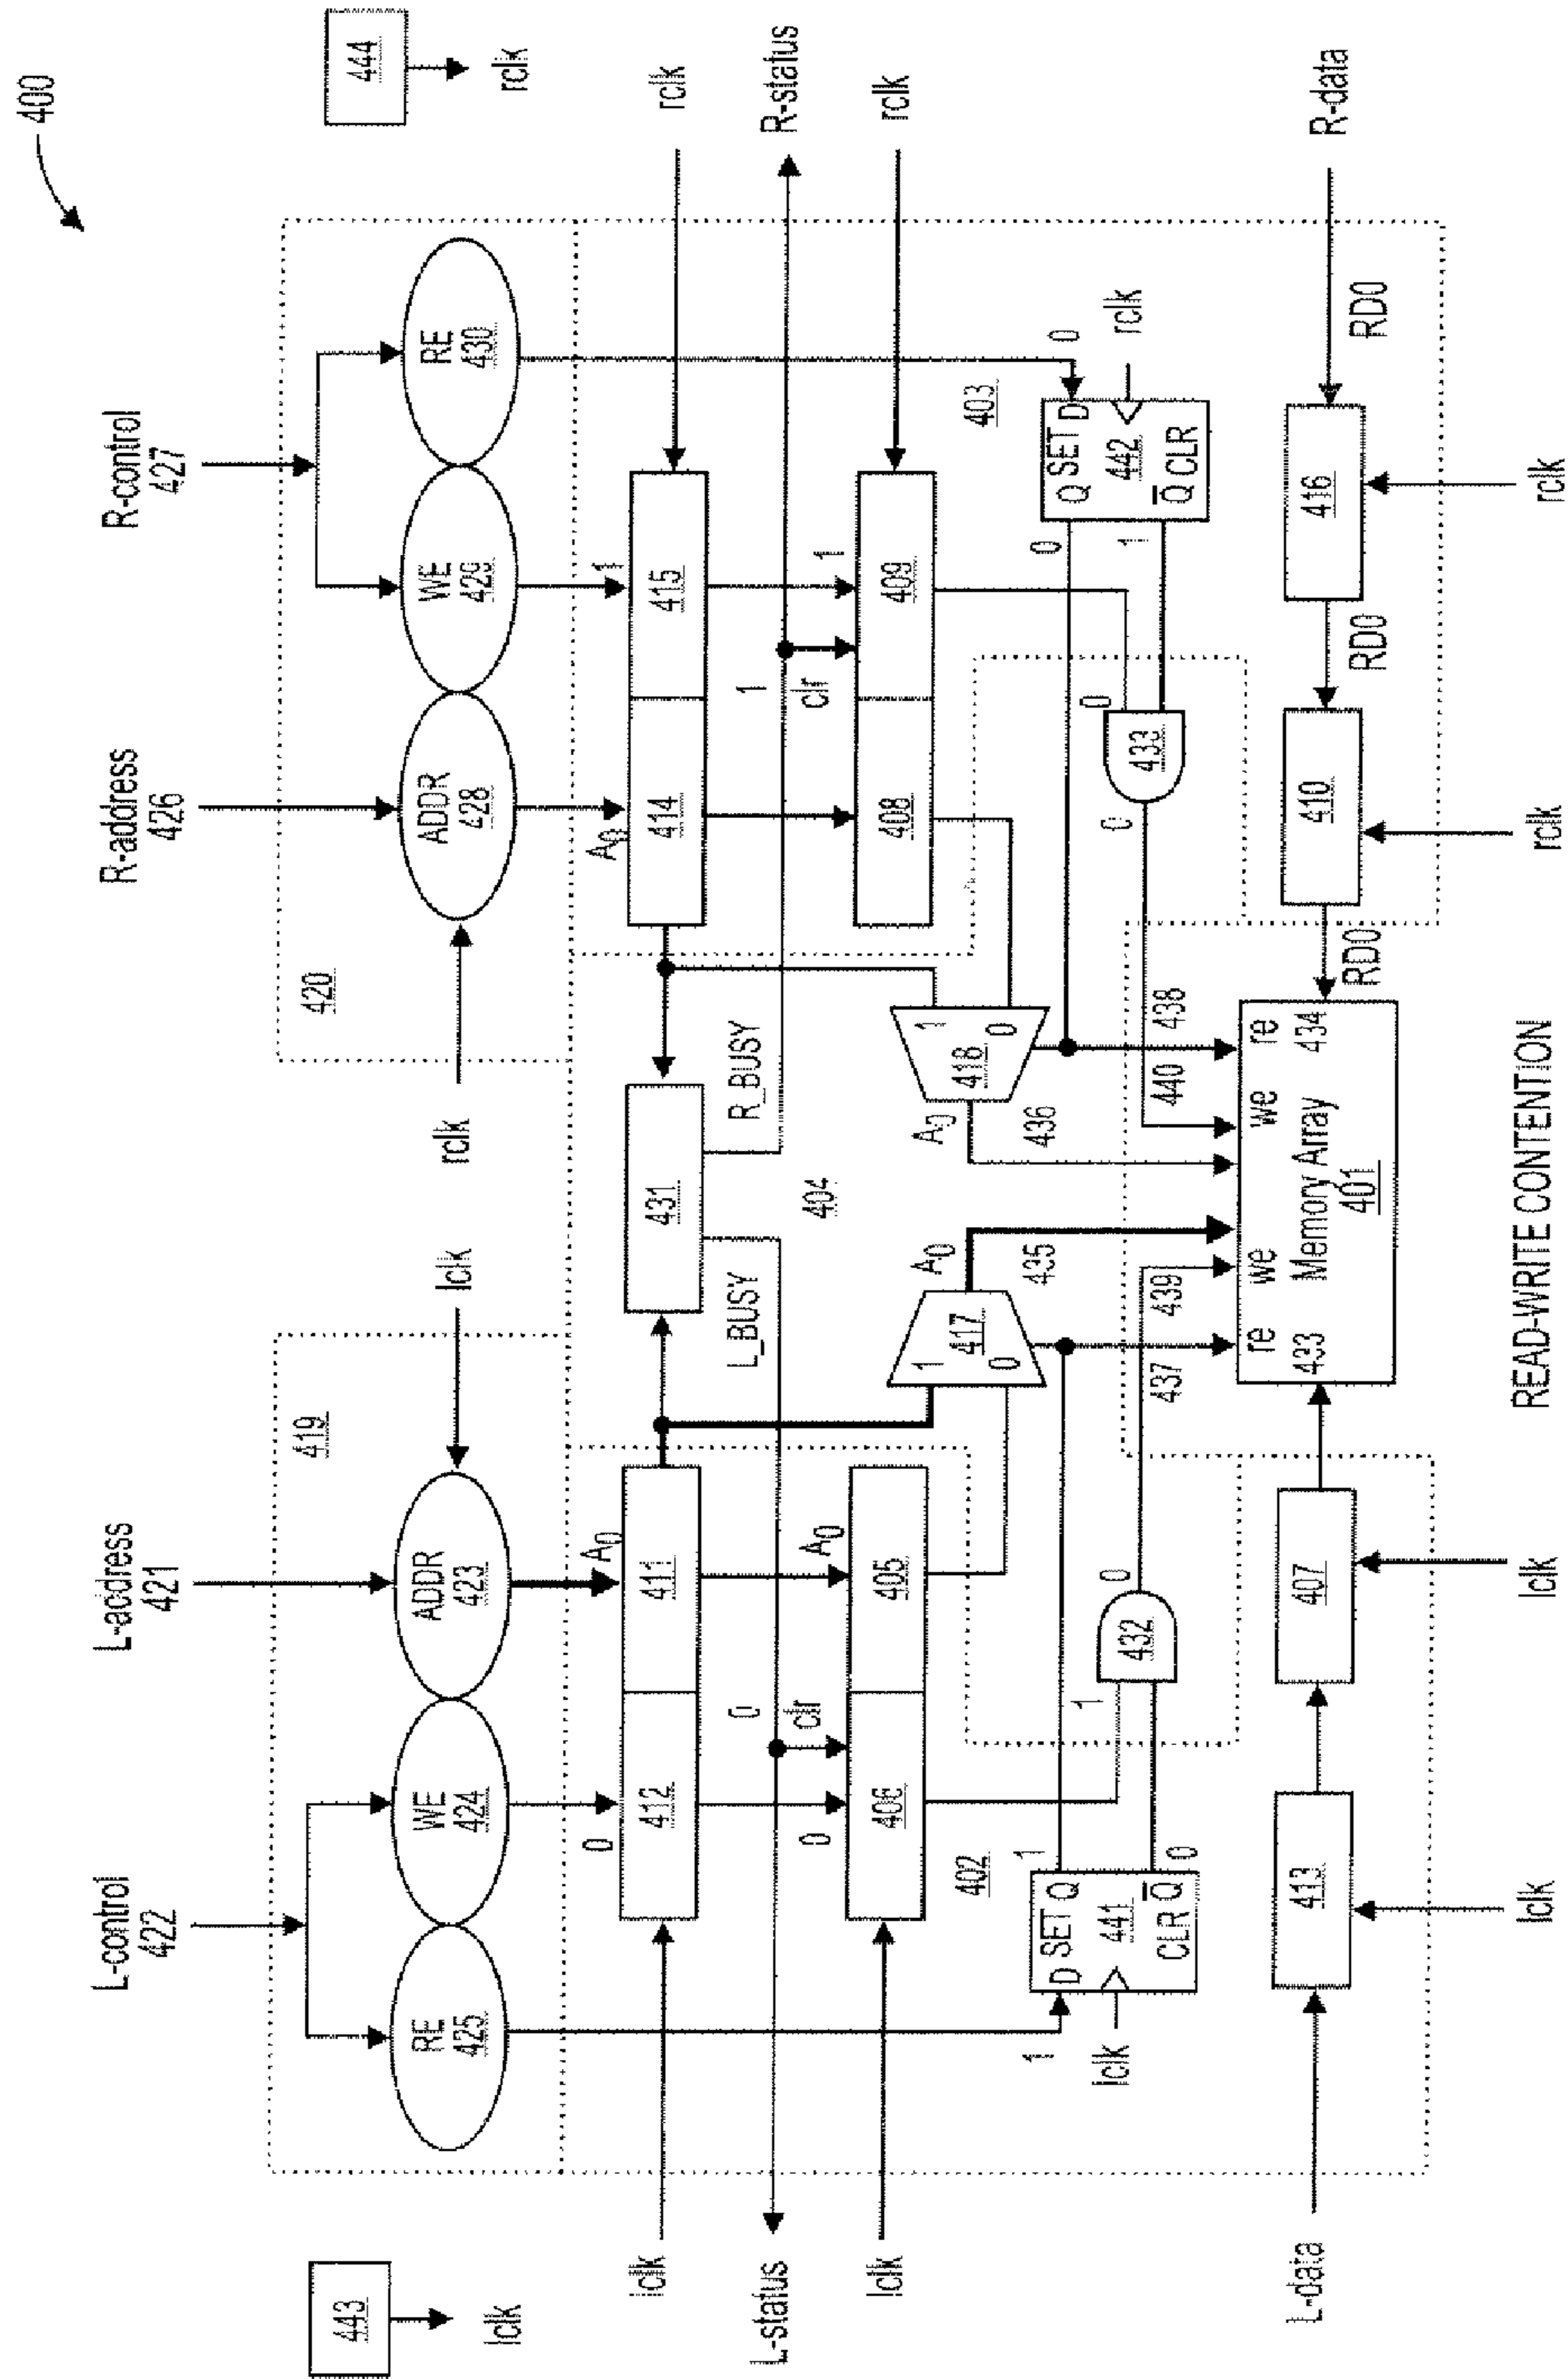 400
R-control
427
R-address
426
L-address
421
L-control
422
444
rclk
443
lclk
420
419
RE
430
WE
429
ADDR
428
rclk
ADDR
423
lclk
WE
424
RE
425
rclk
R-status
rclk
1
415
A0
414
1
clr
1
409
408
431
R_BUSY
L_BUSY
404
A0
411
0
412
0
clr
A0
405
0
406
lclk
L-status
lclk
403
0
D SET Q
442
Q CLR
rclk
0
1
0
433
0
1
418
0
A0
436
438
440
1
417
0
A0
435
439
437
1
432
0
402
1
D SET Q
441
CLR Q
1
0
lclk
re
434
we
Memory Array
401
we
re
433
R-data
RD0
416
rclk
RD0
410
rclk
RD0
407
lclk
413
lclk
L-data
READ-WRITE CONTENTION